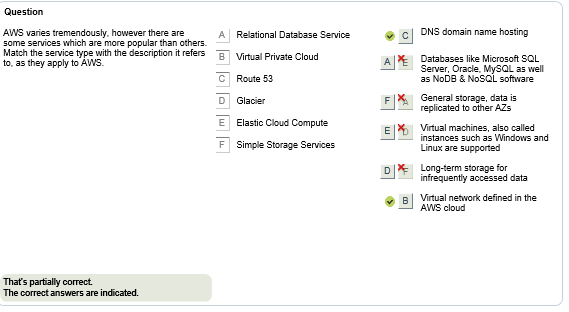 Question
AWS varies tremendously, however there are
some services which are more popular than others.
Match the service type with the description it refers
to, as they apply to AWS.
A Relational Database Service
B Virtual Private Cloud
C Route 53
D Glacier
E Elastic Cloud Compute
F Simple Storage Services
C DNS domain name hosting
A E Databases like Microsoft SQL
Server, Oracle, MySQL as well
as NoDB & NoSQL software
F A General storage, data is
replicated to other AZs
E D Virtual machines, also called
instances such as Windows and
Linux are supported
D F Long-term storage for
infrequently accessed data
B Virtual network defined in the
AWS cloud
That's partially correct.
The correct answers are indicated.